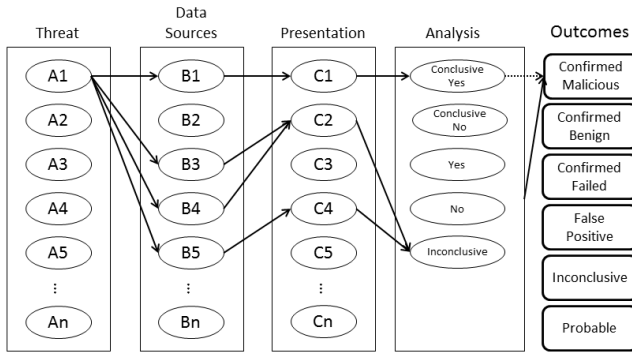 Threat
Data
Sources
Presentation
Analysis
Outcomes
A1
A2
A3
A4
A5
...
An
B1
B2
B3
B4
B5
...
Bn
C1
C2
C3
C4
C5
...
Cn
Conclusive
Yes
Conclusive
No
Yes
No
Inconclusive
Confirmed
Malicious
Confirmed
Benign
Confirmed
Failed
False
Positive
Inconclusive
Probable